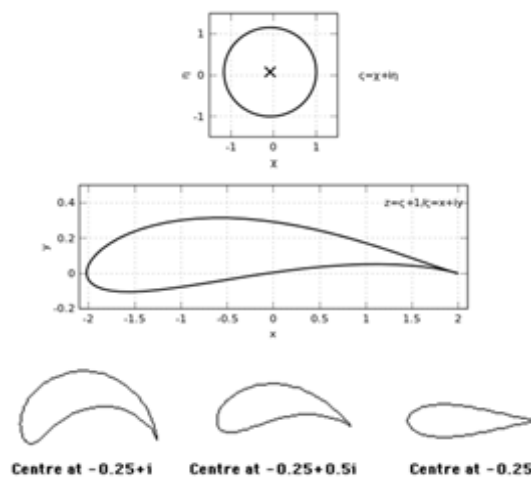 1
0
-1
-1
0
1
η
χ
ς=χ+iη
0.4
0.2
0
-0.2
-2
-1.5
-1
-0.5
0
0.5
1
1.5
2
y
x
z=ς+1/ς=x+iy
Centre at -0.25+i
Centre at -0.25+0.5i
Centre at -0.25